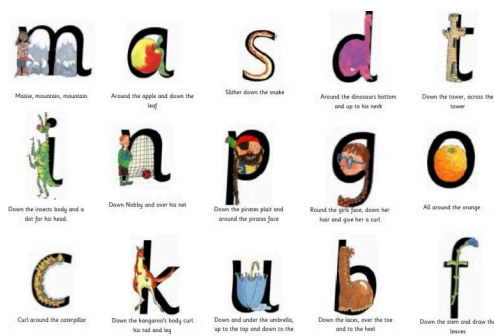 m a s d t
Maisie, mountain, mountain
Around the apple and down the
leaf
Slither down the snake
Around the dinosaurs bottom
and up to his neck
Down the tower, across the
tower
i n p g o
Down the insects body and a
dot for his head.
Down Nobby and over his net
Down the pirates plait and
around the pirates face
Round the girls face, down her
hair and give her a curl
All around the orange
c k u b f
Curl around the caterpillar
Down the kangaroo's body curl
his tail and leg
Down and under the umbrella,
up to the top and down to the
Down the laces, over the toe
and to the heel
Down the stem and draw the
leaves